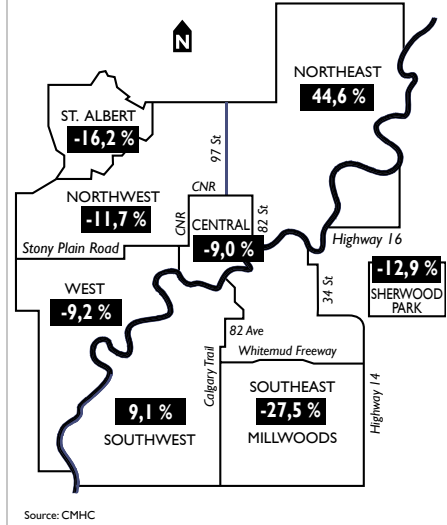 N
NORTHEAST
44,6 %
ST. ALBERT
-16,2 %
97 St
CNR
NORTHWEST
-11,7 %
CNR
CENTRAL
-9,0 %
82 St
Stony Plain Road
Highway 16
-12,9 %
SHERWOOD
PARK
WEST
-9,2 %
34 St
82 Ave
Whitemud Freeway
Calgary Trail
9,1 %
SOUTHWEST
SOUTHEAST
-27,5 %
MILLWOODS
Highway 14
Source: CMHC